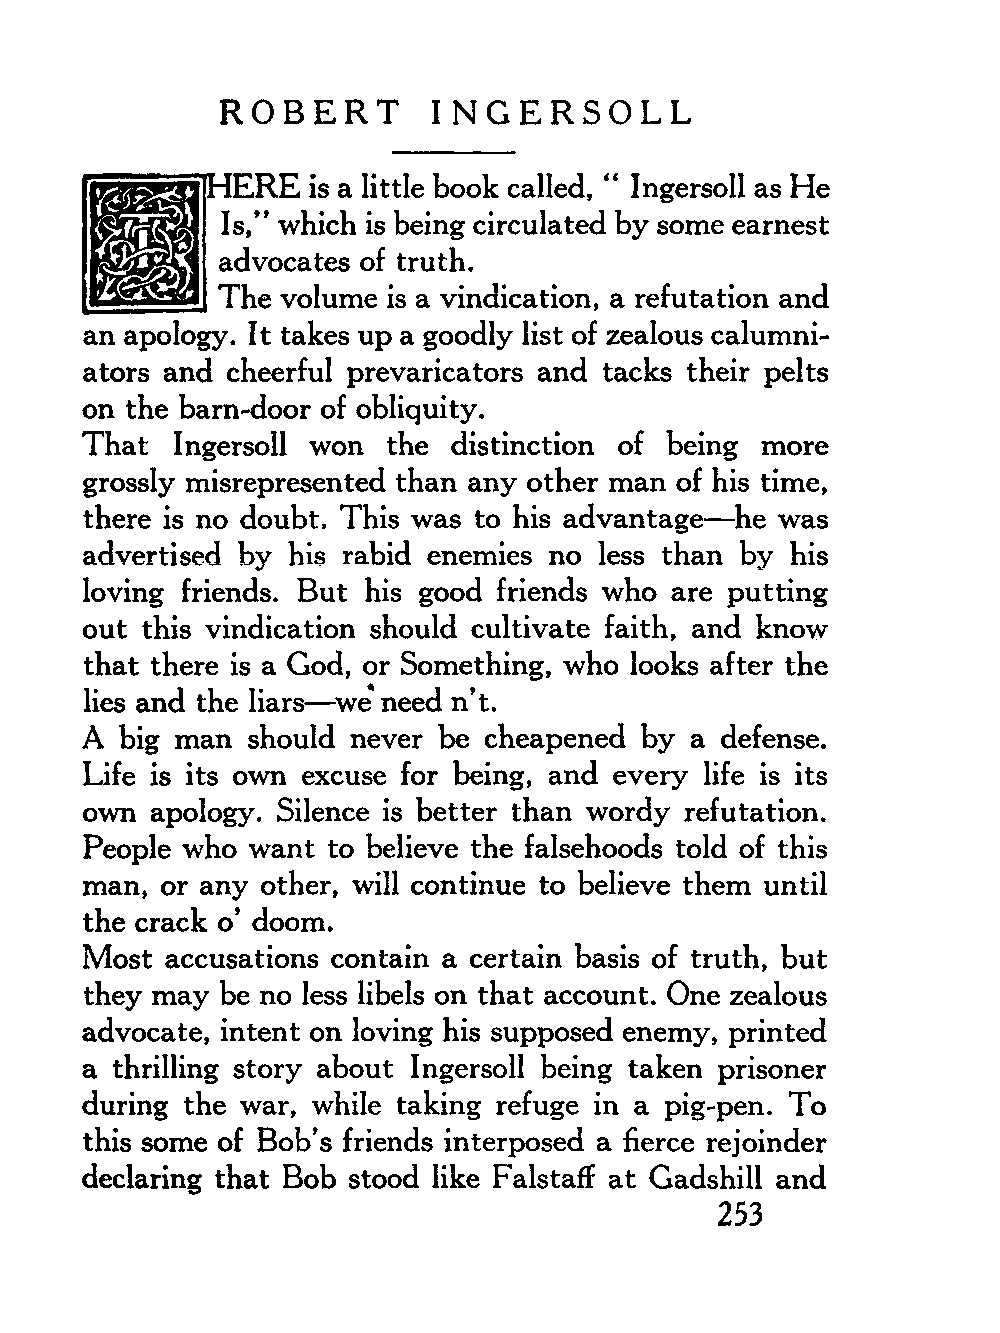 ROBERT INGERSOLL
THERE is a little book called, “ Ingersoll as He
Is,” which is being circulated by some earnest
advocates of truth.
The volume is a vindication, a refutation and
an apology. It takes up a goodly list of zealous calumni-
ators and cheerful prevaricators and tacks their pelts
on the barn-door of obliquity.
That Ingersoll won the distinction of being more
grossly misrepresented than any other man of his time,
there is no doubt. This was to his advantage—he was
advertised by his rabid enemies no less than by his
loving friends. But his good friends who are putting
out this vindication should cultivate faith, and know
that there is a God, or Something, who looks after the
lies and the liars—we need n't.
A big man should never be cheapened by a defense.
Life is its own excuse for being, and every life is its
own apology. Silence is better than wordy refutation.
People who want to believe the falsehoods told of this
man, or any other, will continue to believe them until
the crack o' doom.
Most accusations contain a certain basis of truth, but
they may be no less libels on that account. One zealous
advocate, intent on loving his supposed enemy, printed
a thrilling story about Ingersoll being taken prisoner
during the war, while taking refuge in a pig-pen. To
this some of Bob's friends interposed a fierce rejoinder
declaring that Bob stood like Falstaff at Gadshill and
253